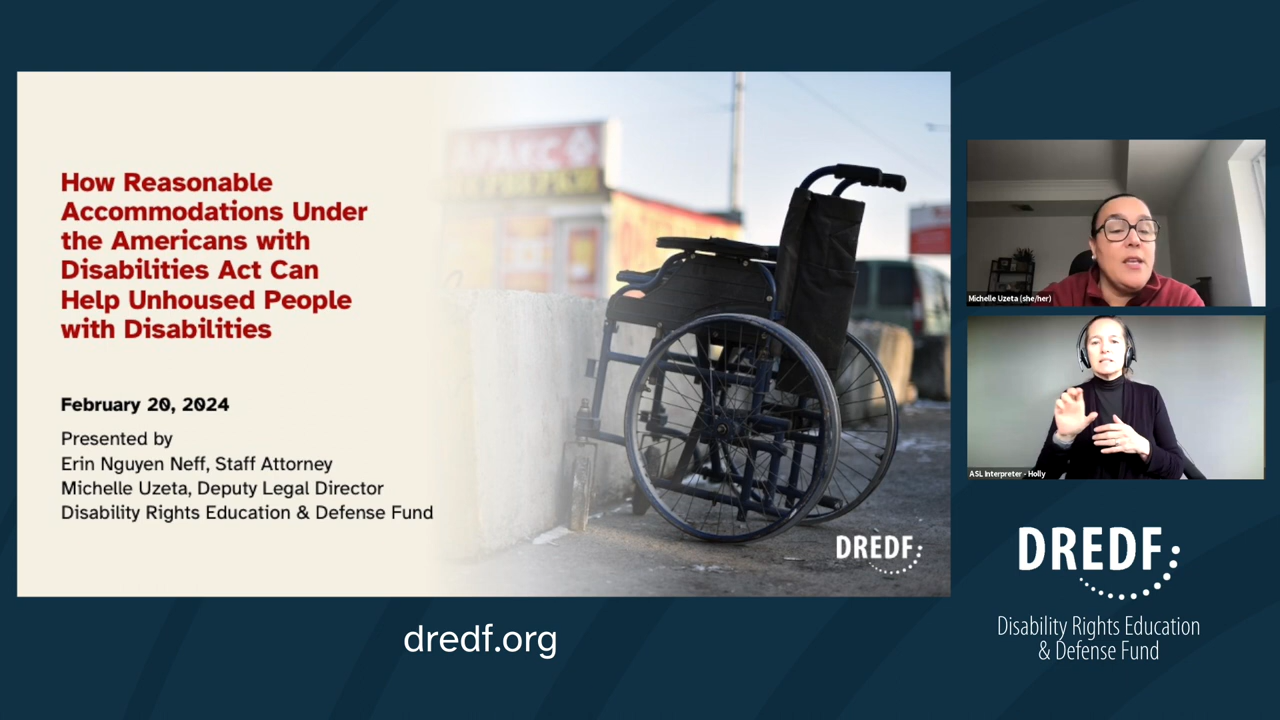 How Reasonable
Accommodations Under
the Americans with
Disabilities Act Can
Help Unhoused People
with Disabilities
February 20, 2024
Presented by
Erin Nguyen Neff, Staff Attorney
Michelle Uzeta, Deputy Legal Director
Disability Rights Education & Defense Fund
DREDF
Michelle Uzeta (she/her)
ASL Interpreter - Holly
DREDF
Disability Rights Education
& Defense Fund
dredf.org